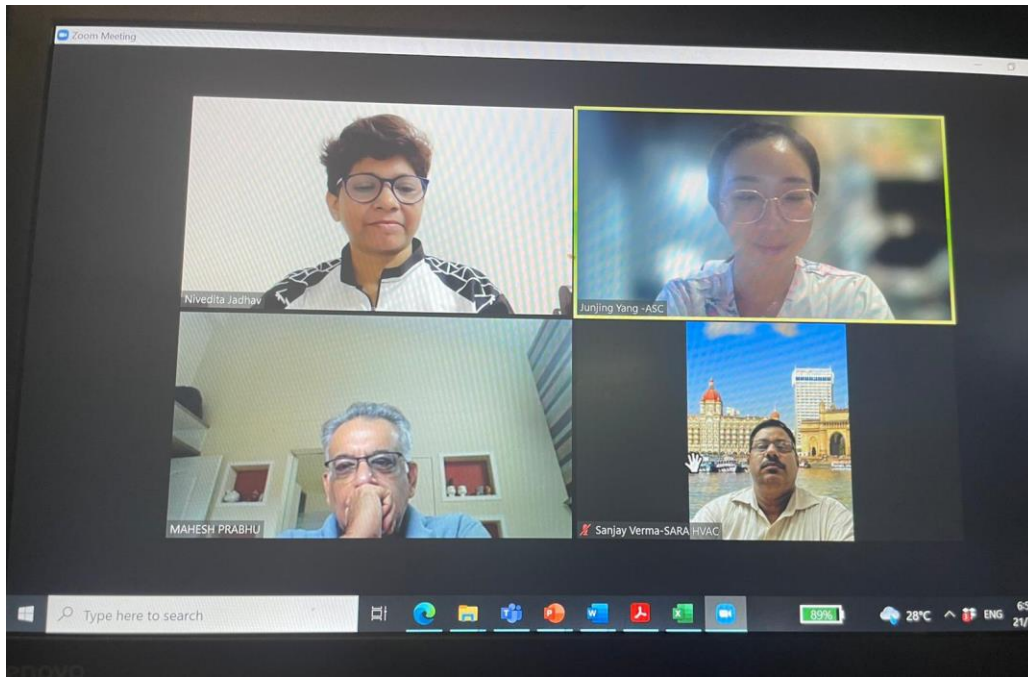 Zoom Meeting
Nivedita Jadhav
Junjing Yang -ASC
MAHESH PRABHU
Sanjay Verma-SARA HVAC
Type here to search
89%
28°C
ENG
21/